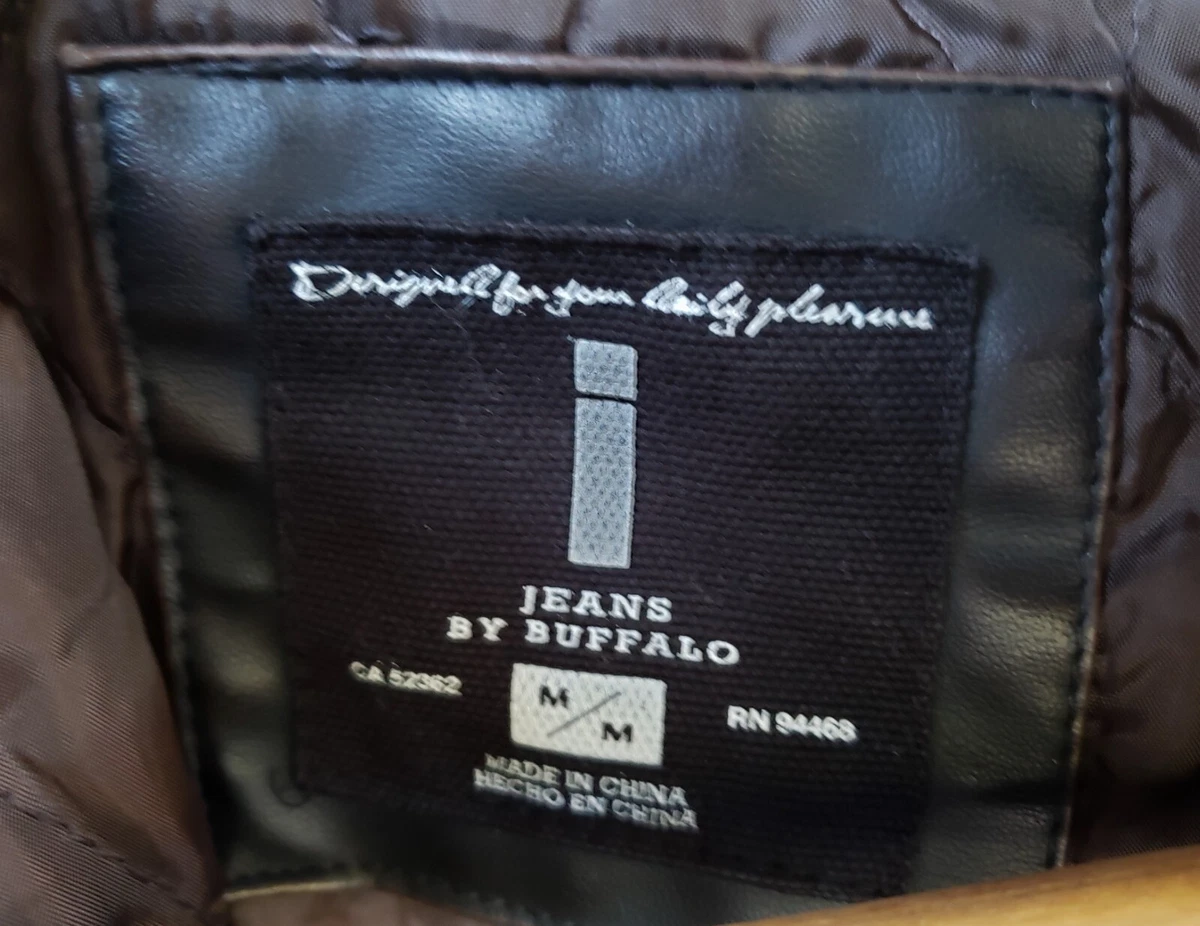 Designed for your daily pleasure
i
JEANS
BY BUFFALO
CA 52362
M/M
RN 94468
MADE IN CHINA
HECHO EN CHINA